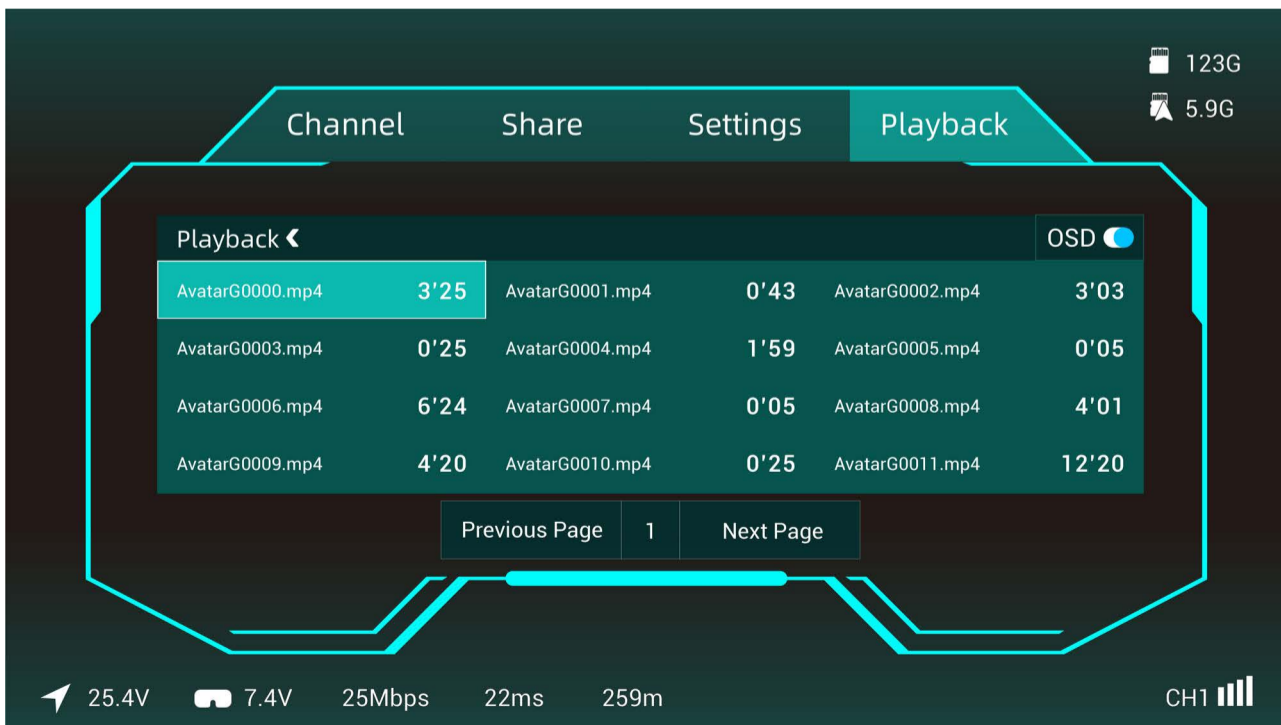 123G
5.9G
Channel Share Settings Playback
Playback OSD
AvatarG0000.mp4 3'25 AvatarG0001.mp4 0'43 AvatarG0002.mp4 3'03
AvatarG0003.mp4 0'25 AvatarG0004.mp4 1'59 AvatarG0005.mp4 0'05
AvatarG0006.mp4 6'24 AvatarG0007.mp4 0'05 AvatarG0008.mp4 4'01
AvatarG0009.mp4 4'20 AvatarG0010.mp4 0'25 AvatarG0011.mp4 12'20
Previous Page 1 Next Page
25.4V 7.4V 25Mbps 22ms 259m CH1